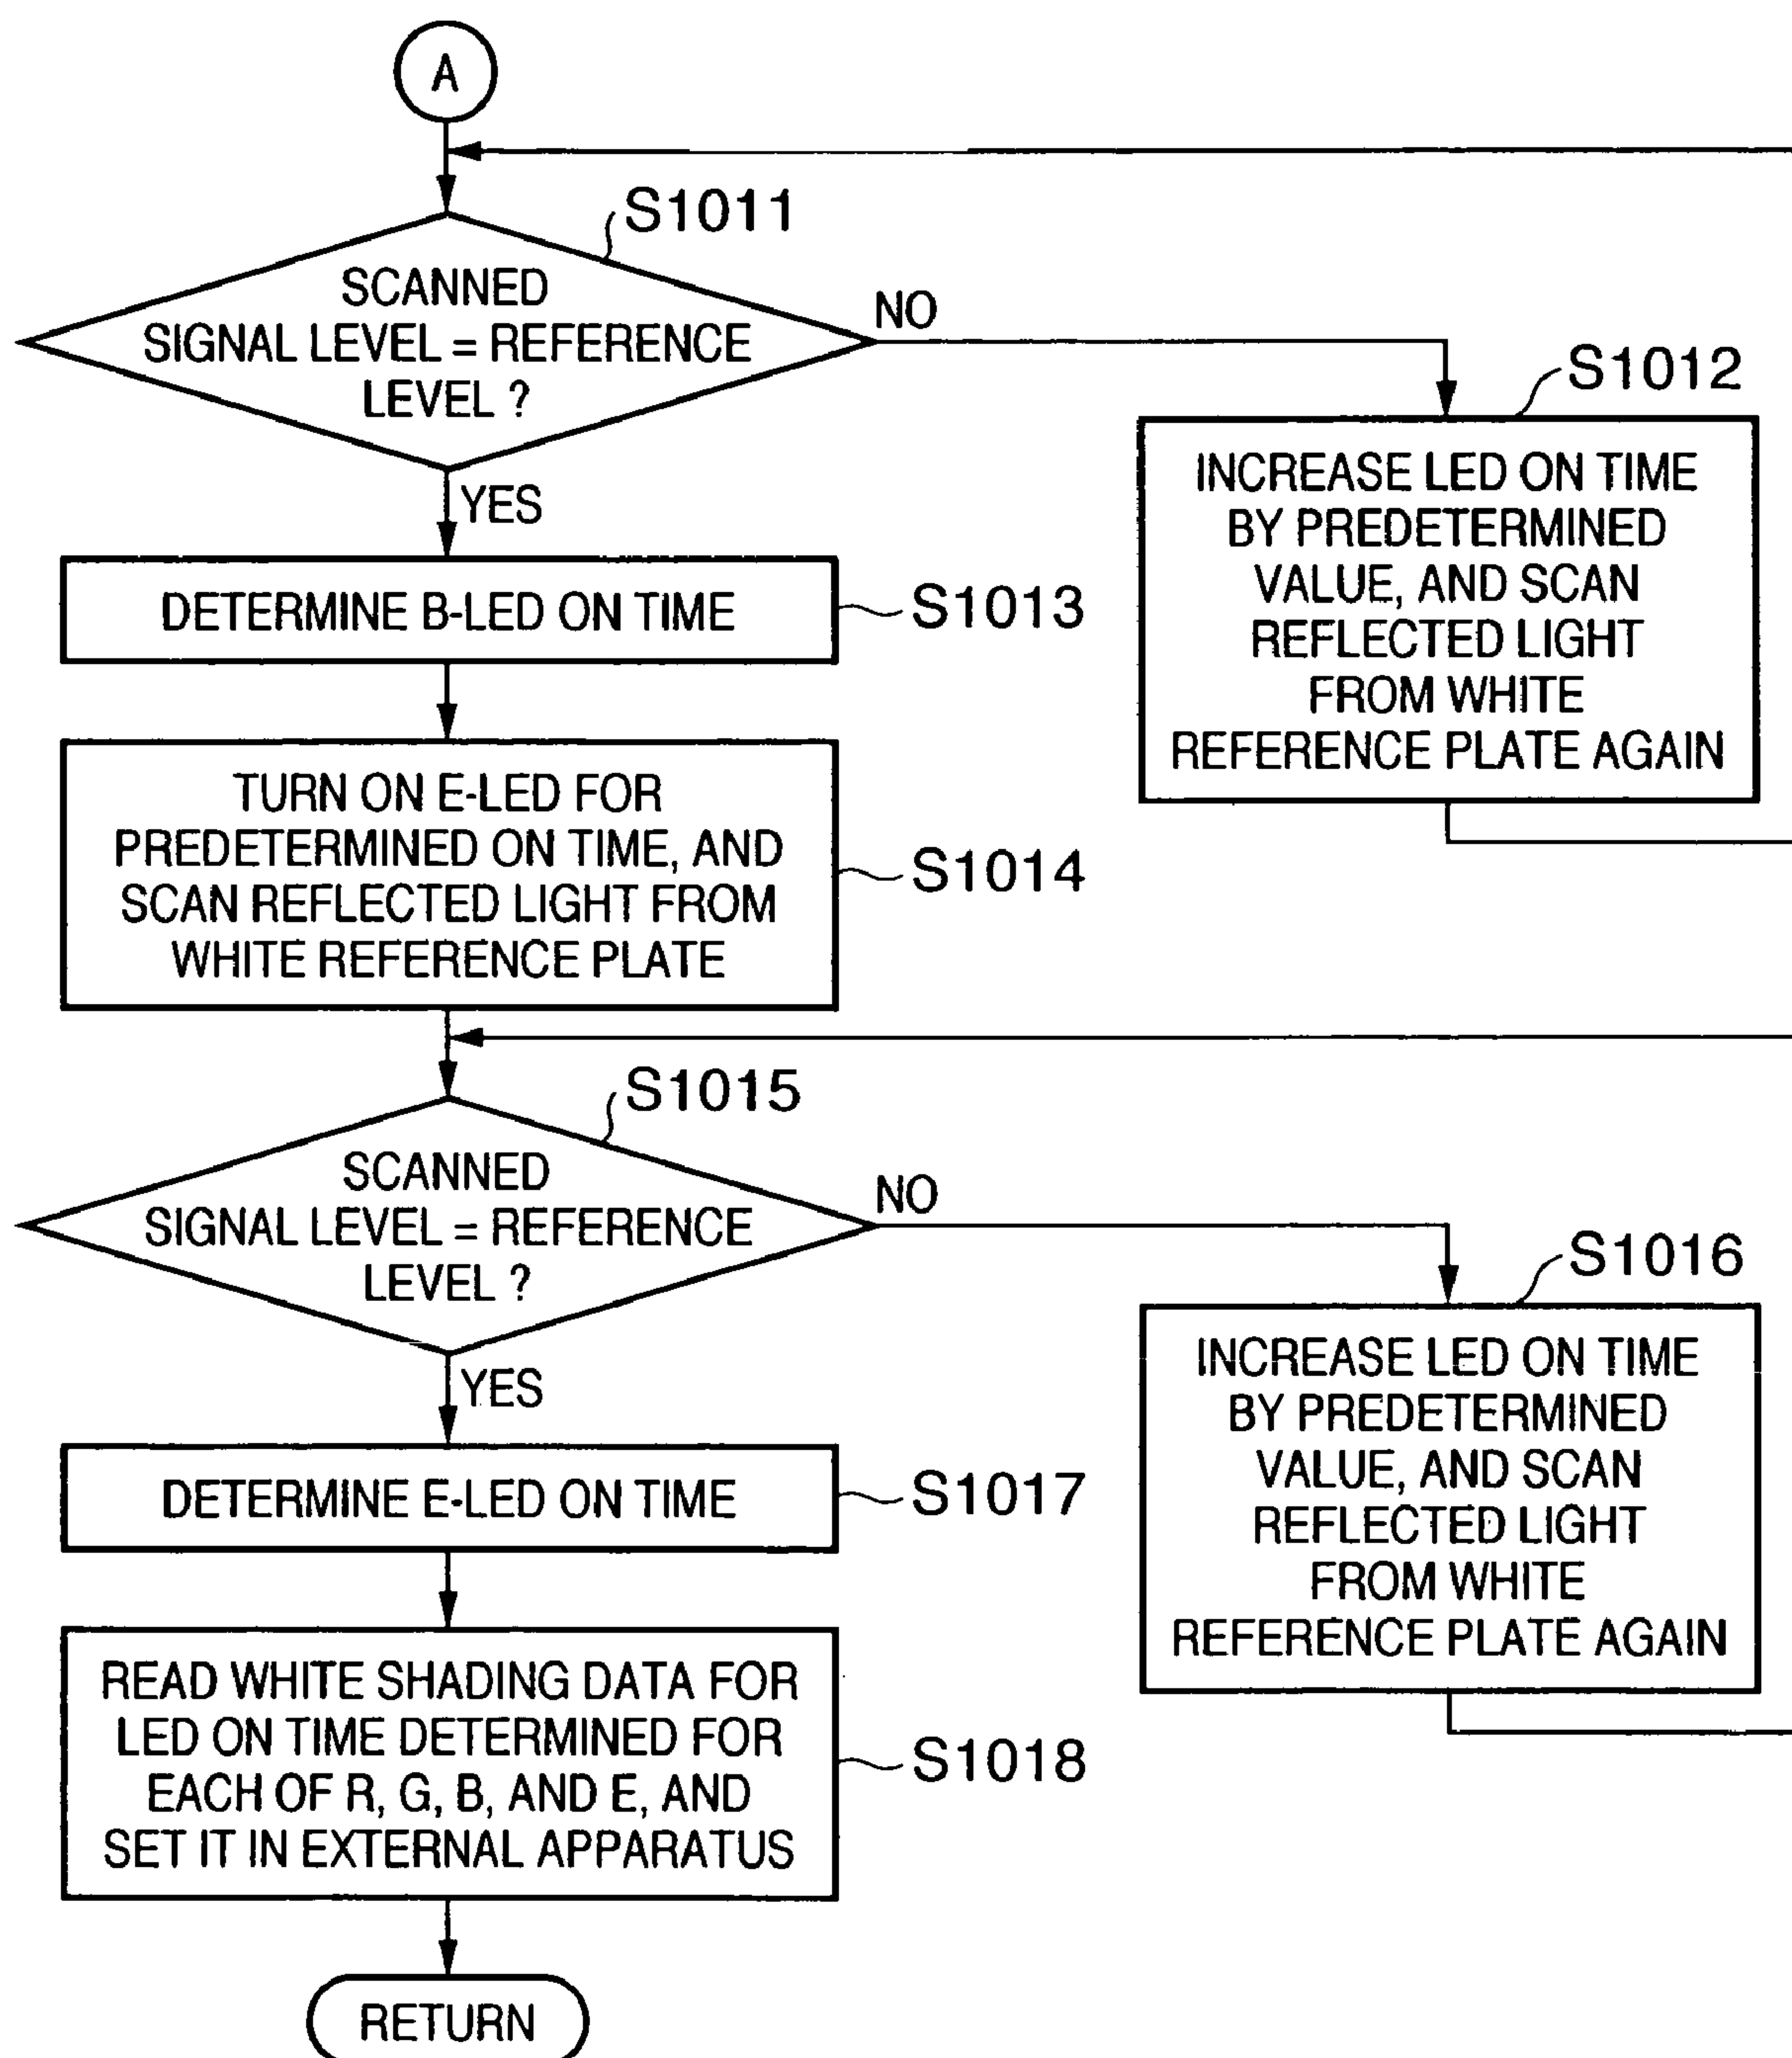 A
S1011
SCANNED
SIGNAL LEVEL = REFERENCE
LEVEL ?
NO
YES
S1012
INCREASE LED ON TIME
BY PREDETERMINED
VALUE, AND SCAN
REFLECTED LIGHT
FROM WHITE
REFERENCE PLATE AGAIN
DETERMINE B-LED ON TIME
S1013
TURN ON E-LED FOR
PREDETERMINED ON TIME, AND
SCAN REFLECTED LIGHT FROM
WHITE REFERENCE PLATE
S1014
S1015
SCANNED
SIGNAL LEVEL = REFERENCE
LEVEL ?
NO
YES
S1016
INCREASE LED ON TIME
BY PREDETERMINED
VALUE, AND SCAN
REFLECTED LIGHT
FROM WHITE
REFERENCE PLATE AGAIN
DETERMINE E-LED ON TIME
S1017
READ WHITE SHADING DATA FOR
LED ON TIME DETERMINED FOR
EACH OF R, G, B, AND E, AND
SET IT IN EXTERNAL APPARATUS
S1018
RETURN